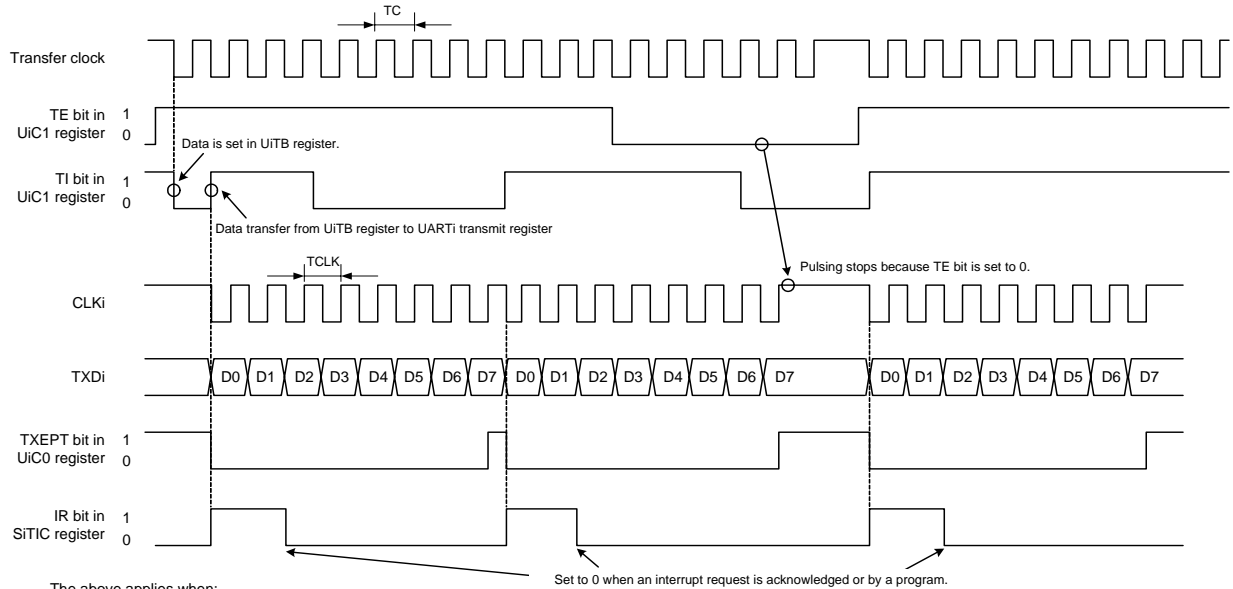 TC
Transfer clock
TE bit in
UiC1 register
1
0
Data is set in UiTB register.
TI bit in
UiC1 register
1
0
Data transfer from UiTB register to UARTi transmit register
TCLK
Pulsing stops because TE bit is set to 0.
CLKi
TXDi
D0 D1 D2 D3 D4 D5 D6 D7 D0 D1 D2 D3 D4 D5 D6 D7 D0 D1 D2 D3 D4 D5 D6 D7
TXEPT bit in
UiC0 register
1
0
IR bit in
SiTIC register
1
0
Set to 0 when an interrupt request is acknowledged or by a program.
The above applies when: